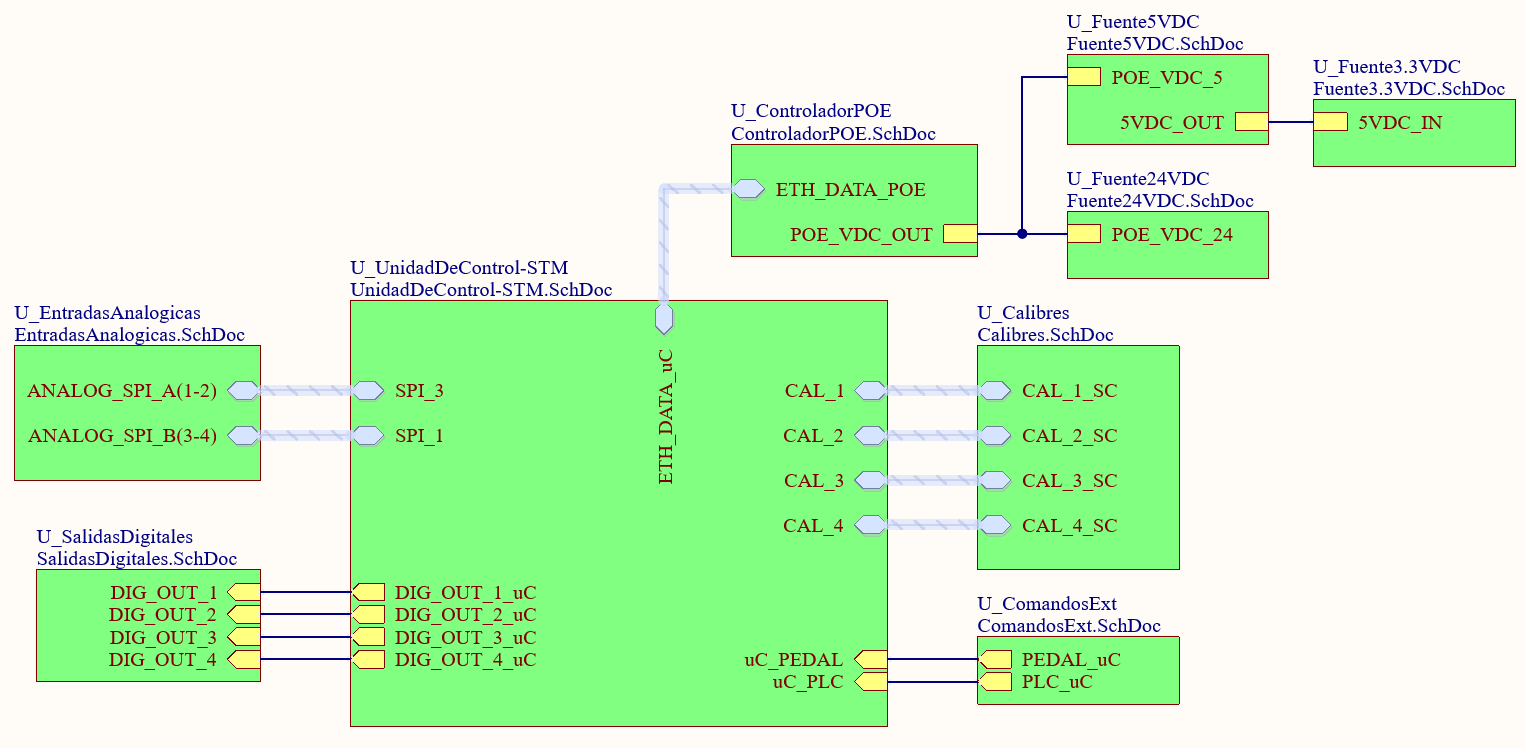 U_Fuente5VDC
Fuente5VDC.SchDoc
POE_VDC_5
5VDC_OUT
U_Fuente3.3VDC
Fuente3.3VDC.SchDoc
5VDC_IN
U_ControladorPOE
ControladorPOE.SchDoc
ETH_DATA_POE
POE_VDC_OUT
U_Fuente24VDC
Fuente24VDC.SchDoc
POE_VDC_24
U_UnidadDeControl-STM
UnidadDeControl-STM.SchDoc
ETH_DATA_uC
SPI_3
SPI_1
CAL_1
CAL_2
CAL_3
CAL_4
DIG_OUT_1_uC
DIG_OUT_2_uC
DIG_OUT_3_uC
DIG_OUT_4_uC
uC_PEDAL
uC_PLC
U_EntradasAnalogicas
EntradasAnalogicas.SchDoc
ANALOG_SPI_A(1-2)
ANALOG_SPI_B(3-4)
U_SalidasDigitales
SalidasDigitales.SchDoc
DIG_OUT_1
DIG_OUT_2
DIG_OUT_3
DIG_OUT_4
U_Calibres
Calibres.SchDoc
CAL_1_SC
CAL_2_SC
CAL_3_SC
CAL_4_SC
U_ComandosExt
ComandosExt.SchDoc
PEDAL_uC
PLC_uC